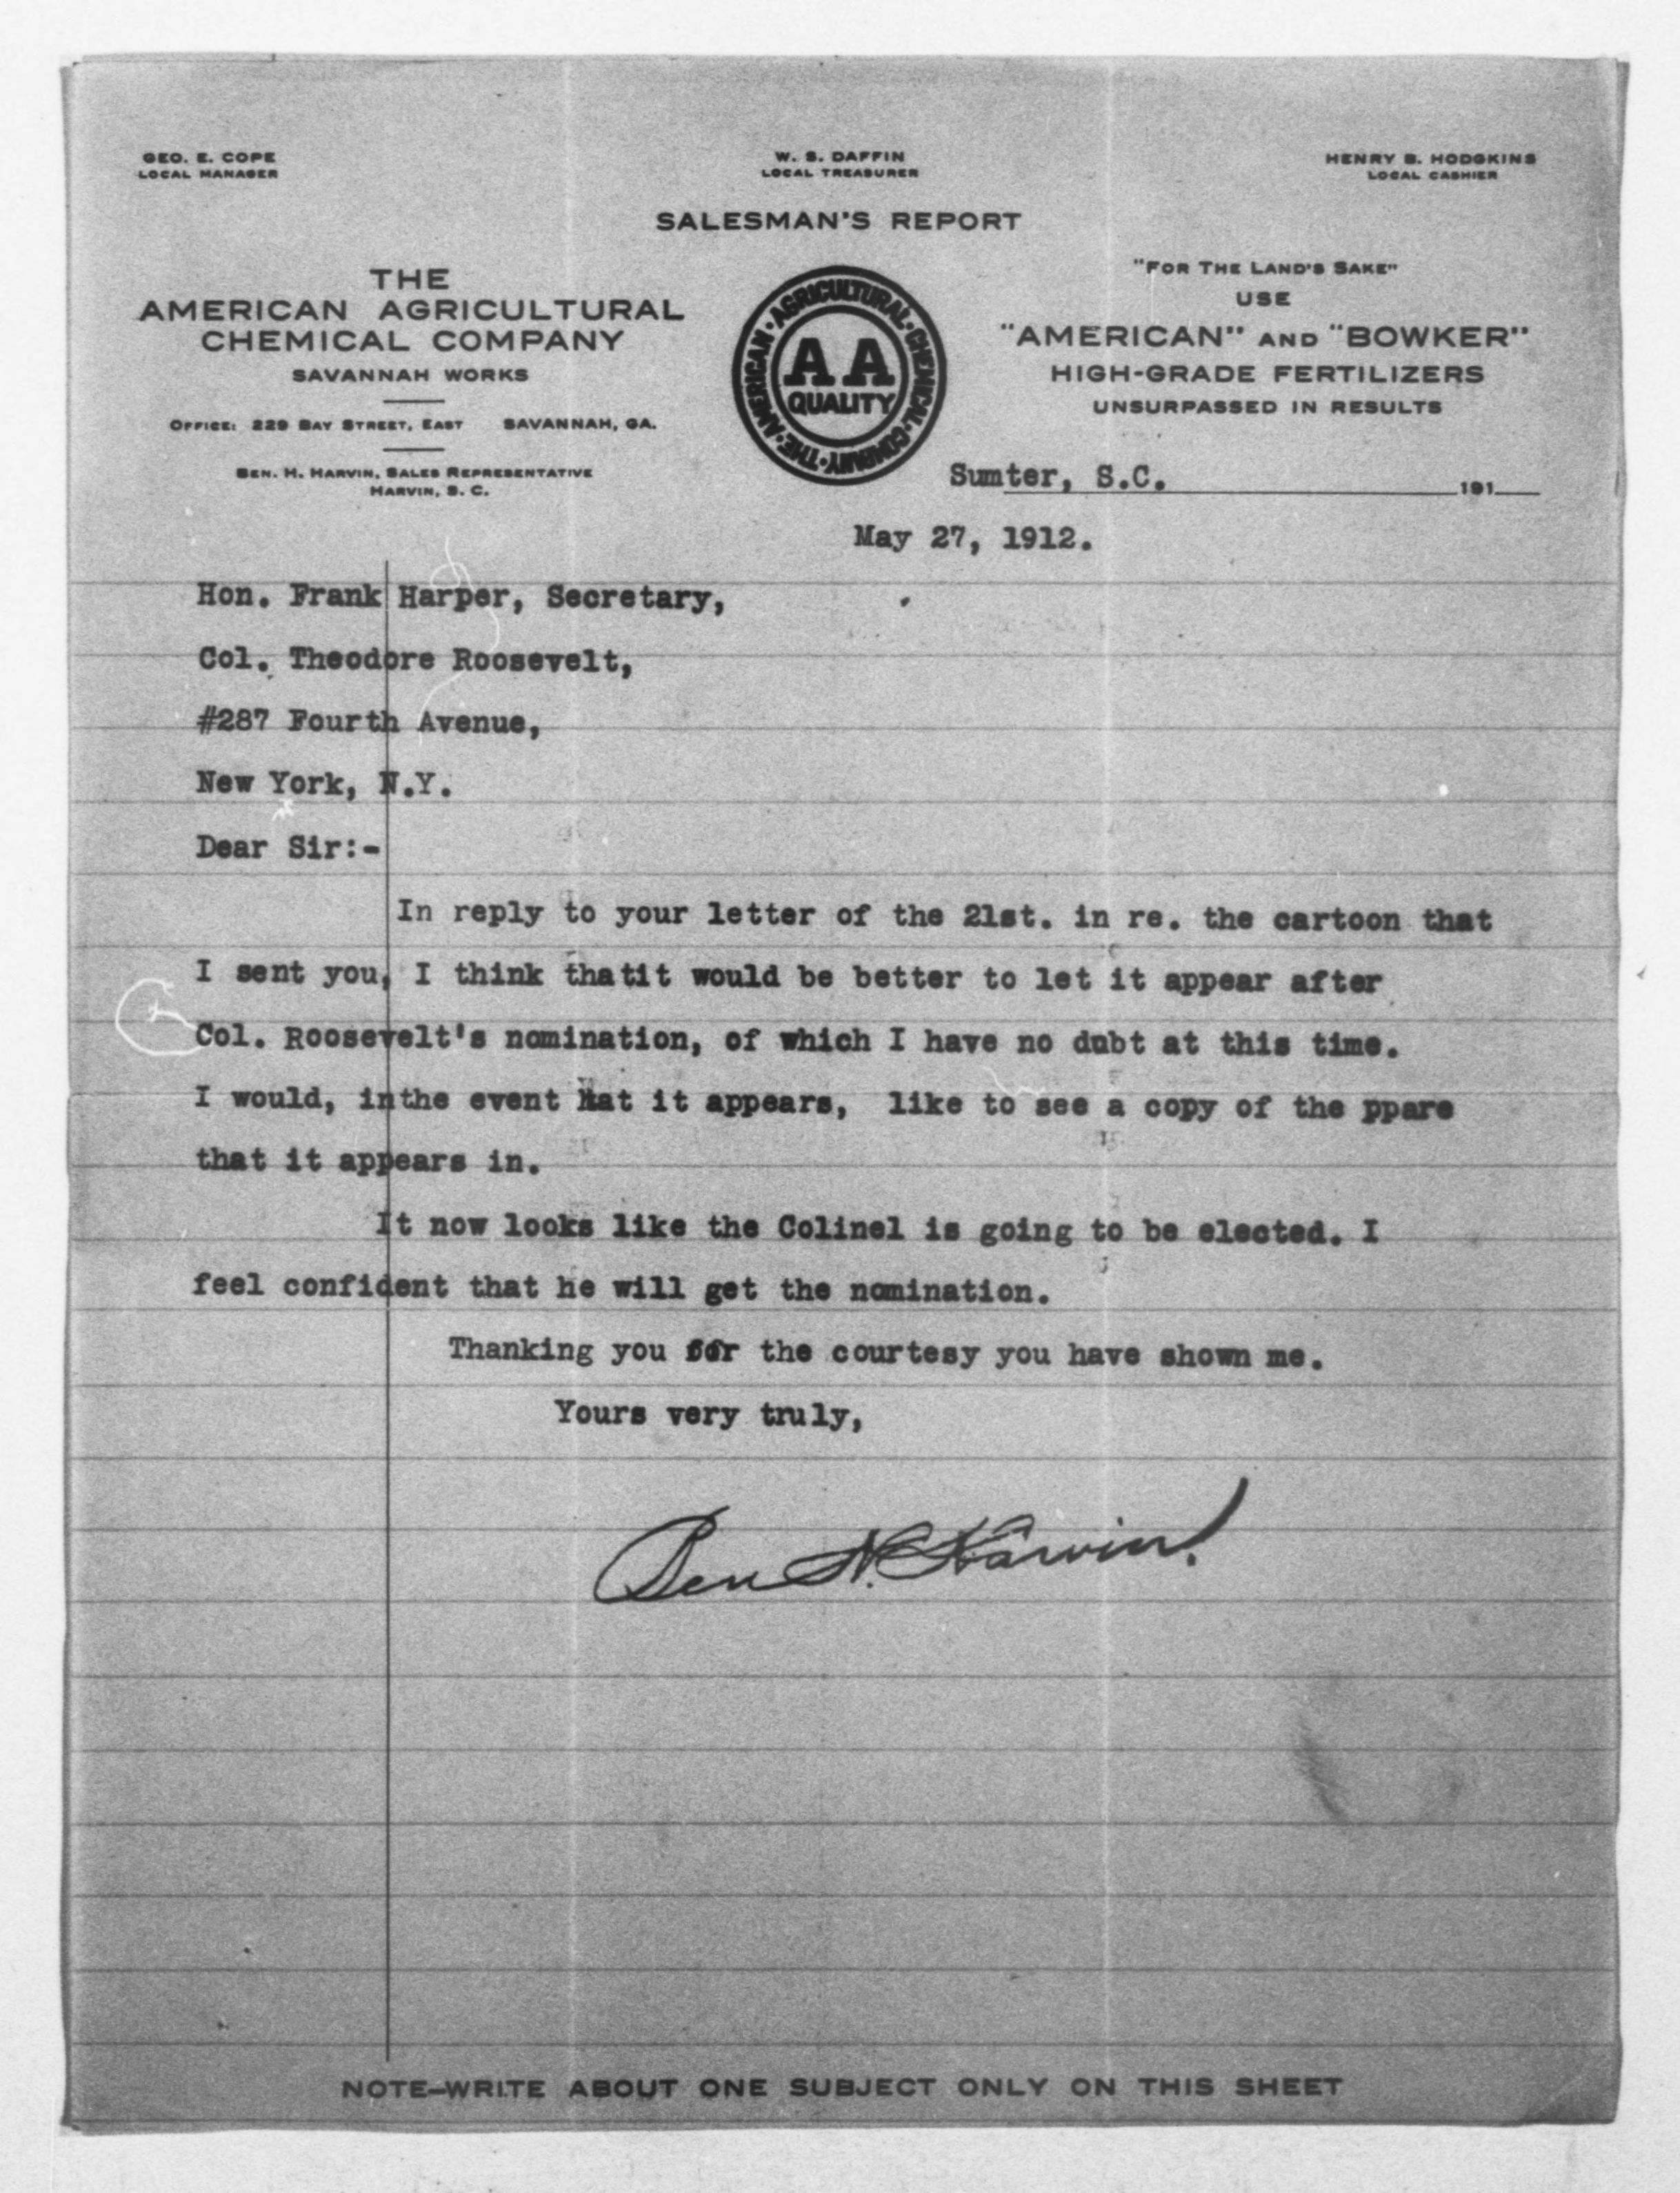 GEO. E. COPE
LOCAL MANAGER
W. S. DAFFIN
LOCAL TREASURER
HENRY B. HODGKINS
LOCAL CASHIER
SALESMAN'S REPORT
THE
AMERICAN AGRICULTURAL
CHEMICAL COMPANY
SAVANNAH WORKS
OFFICE: 229 BAY STREET, EAST SAVANNAH, GA.
BEN. H. HARVIN, SALES REPRESENTATIVE
HARVIN, S. C.
THE · AMERICAN · AGRICULTURAL · CHEMICAL · COMPANY ·
AA
QUALITY
"FOR THE LAND'S SAKE"
USE
"AMERICAN" AND "BOWKER"
HIGH-GRADE FERTILIZERS
UNSURPASSED IN RESULTS
Sumter, S.C. 191
May 27, 1912.
Hon. Frank Harper, Secretary,
Col. Theodore Roosevelt,
#287 Fourth Avenue,
New York, N.Y.
Dear Sir:-
In reply to your letter of the 21st. in re. the cartoon that
I sent you, I think thatit would be better to let it appear after
Col. Roosevelt's nomination, of which I have no dubt at this time.
I would, inthe event hat it appears, like to see a copy of the ppare
that it appears in.
It now looks like the Colinel is going to be elected. I
feel confident that he will get the nomination.
Thanking you for the courtesy you have shown me.
Yours very truly,
Ben H. Harvin.
NOTE—WRITE ABOUT ONE SUBJECT ONLY ON THIS SHEET